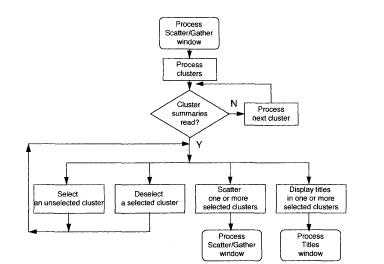 Process
Scatter/Gather
window
Process
clusters
Cluster
summaries
read?
N
Process
next cluster
Y
Select
an unselected cluster
Deselect
a selected cluster
Scatter
one or more
selected clusters
Display titles
in one or more
selected clusters
Process
Scatter/Gather
window
Process
Titles
window